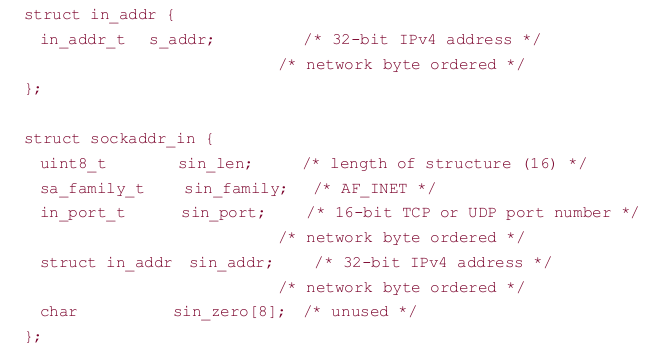 struct in_addr {
in_addr_t s_addr; /* 32-bit IPv4 address */
/* network byte ordered */
};
struct sockaddr_in {
uint8_t sin_len; /* length of structure (16) */
sa_family_t sin_family; /* AF_INET */
in_port_t sin_port; /* 16-bit TCP or UDP port number */
/* network byte ordered */
struct in_addr sin_addr; /* 32-bit IPv4 address */
/* network byte ordered */
char sin_zero[8]; /* unused */
};